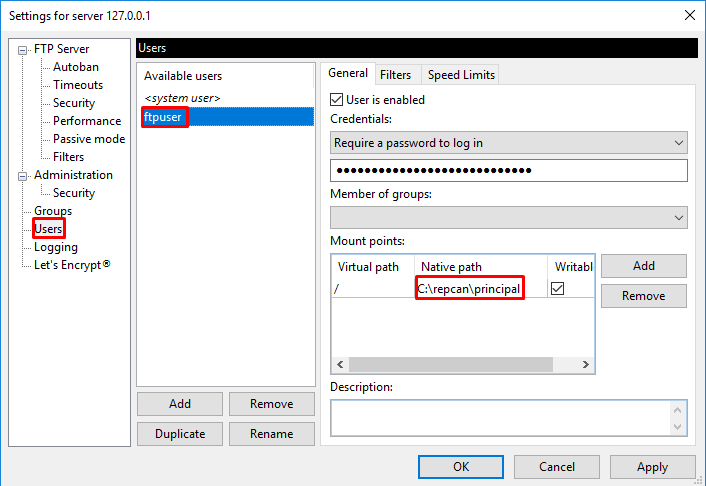 Settings for server 127.0.0.1
FTP Server
Autoban
Timeouts
Security
Performance
Passive mode
Filters
Administration
Security
Groups
Users
Logging
Let's Encrypt®
Users
Available users
<system user>
ftpuser
Add Remove
Duplicate Rename
General Filters Speed Limits
User is enabled
Credentials:
Require a password to log in
●●●●●●●●●●●●●●●●●●●●●●●●●●●●
Member of groups:
Mount points:
Virtual path Native path Writabl
/ C:\repcan\principal
Add
Remove
Description:
OK Cancel Apply